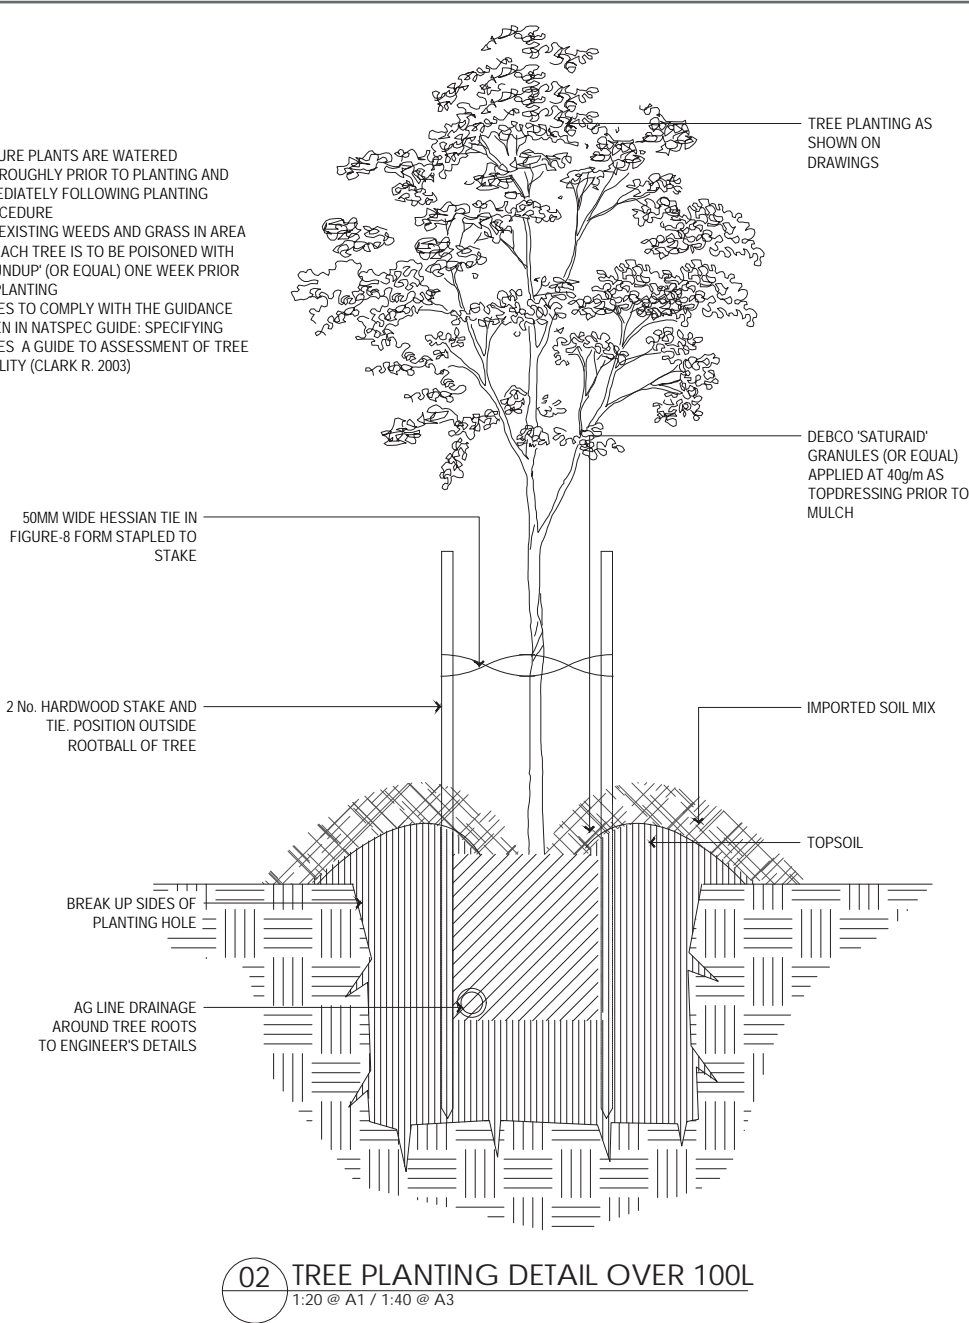 URE PLANTS ARE WATERED
ROUGHLY PRIOR TO PLANTING AND
EDIATELY FOLLOWING PLANTING
CEDURE
EXISTING WEEDS AND GRASS IN AREA
EACH TREE IS TO BE POISONED WITH
UNDUP' (OR EQUAL) ONE WEEK PRIOR
PLANTING
ES TO COMPLY WITH THE GUIDANCE
EN IN NATSPEC GUIDE: SPECIFYING
ES A GUIDE TO ASSESSMENT OF TREE
LITY (CLARK R. 2003)
TREE PLANTING AS
SHOWN ON
DRAWINGS
DEBCO 'SATURAID'
GRANULES (OR EQUAL)
APPLIED AT 40g/m AS
TOPDRESSING PRIOR TO
MULCH
50MM WIDE HESSIAN TIE IN
FIGURE-8 FORM STAPLED TO
STAKE
2 No. HARDWOOD STAKE AND
TIE. POSITION OUTSIDE
ROOTBALL OF TREE
IMPORTED SOIL MIX
TOPSOIL
BREAK UP SIDES OF
PLANTING HOLE
AG LINE DRAINAGE
AROUND TREE ROOTS
TO ENGINEER'S DETAILS
02 TREE PLANTING DETAIL OVER 100L
1:20 @ A1 / 1:40 @ A3